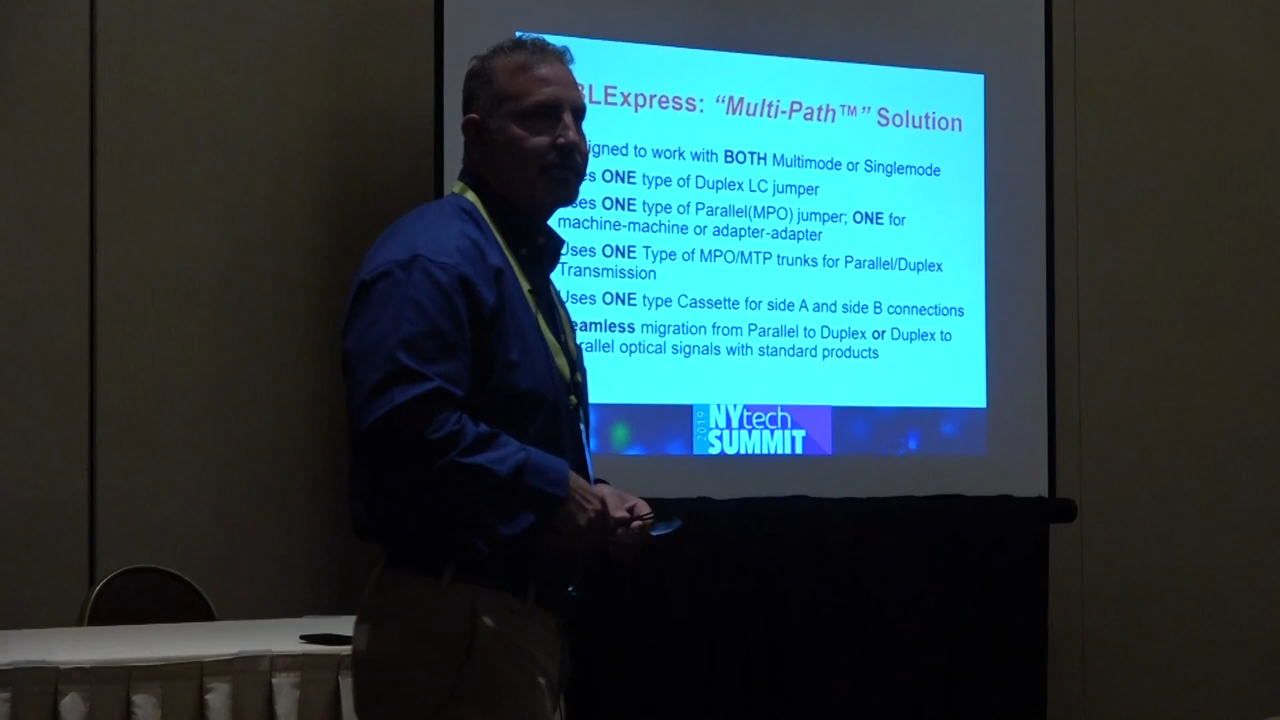 LExpress: “Multi-Path™” Solution
igned to work with BOTH Multimode or Singlemode
es ONE type of Duplex LC jumper
ses ONE type of Parallel(MPO) jumper; ONE for
machine-machine or adapter-adapter
Uses ONE Type of MPO/MTP trunks for Parallel/Duplex
Transmission
Uses ONE type Cassette for side A and side B connections
eamless migration from Parallel to Duplex or Duplex to
rallel optical signals with standard products
2019
NYtech
SUMMIT